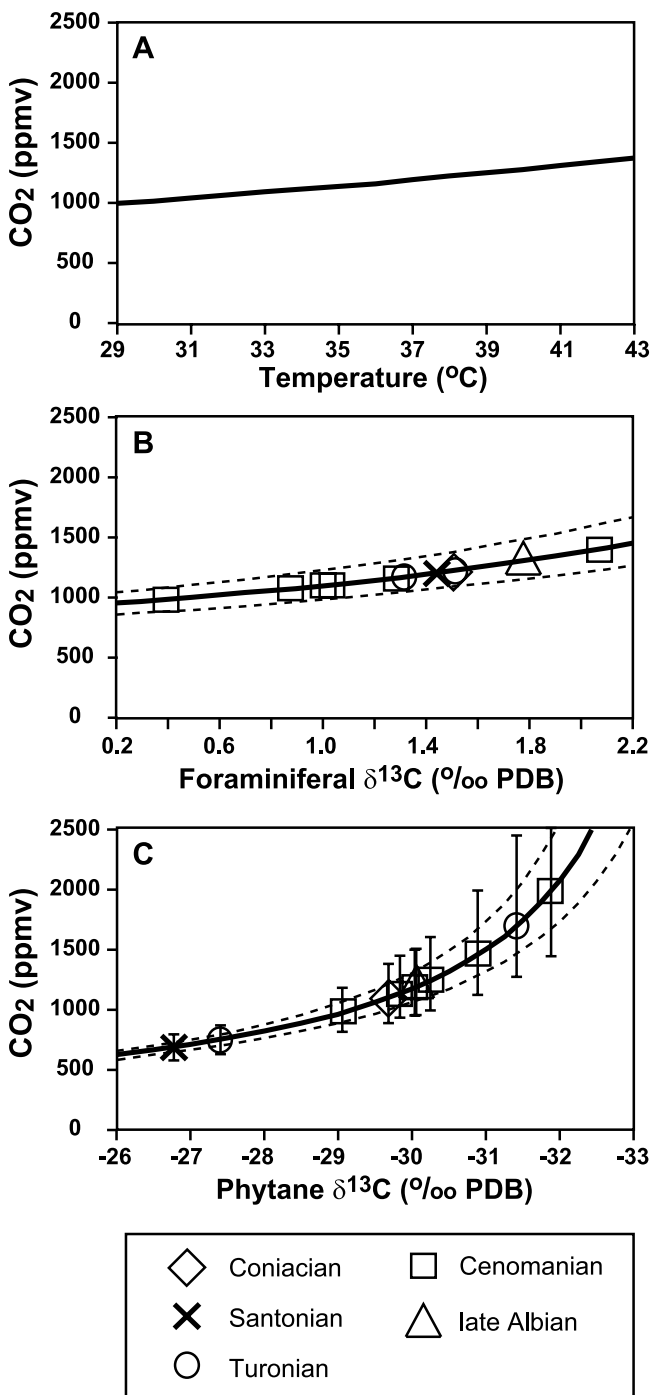 A
CO2 (ppmv)
2500
2000
1500
1000
500
0
29 31 33 35 37 39 41 43
Temperature (oC)
B
CO2 (ppmv)
2500
2000
1500
1000
500
0
0.2 0.6 1.0 1.4 1.8 2.2
Foraminiferal δ13C (o/oo PDB)
C
CO2 (ppmv)
2500
2000
1500
1000
500
0
-26 -27 -28 -29 -30 -31 -32 -33
Phytane δ13C (o/oo PDB)
Coniacian Cenomanian
Santonian late Albian
Turonian